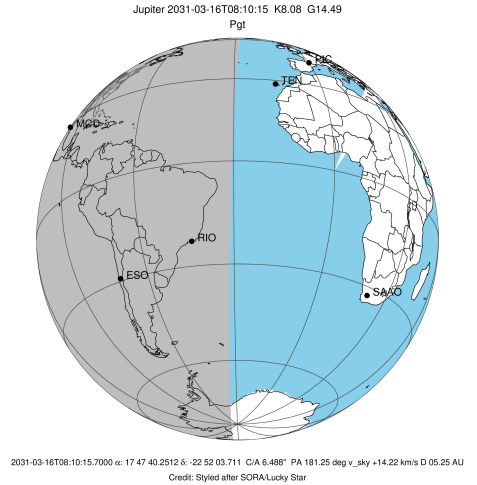 Jupiter 2031-03-16T08:10:15 K8.08 G14.49
Pgt
PIC
TEN
MCD
RIO
ESO
SAAO
2031-03-16T08:10:15.7000 α: 17 47 40.2512 δ: -22 52 03.711 C/A 6.488" PA 181.25 deg v_sky +14.22 km/s D 05.25 AU
Credit: Styled after SORA/Lucky Star